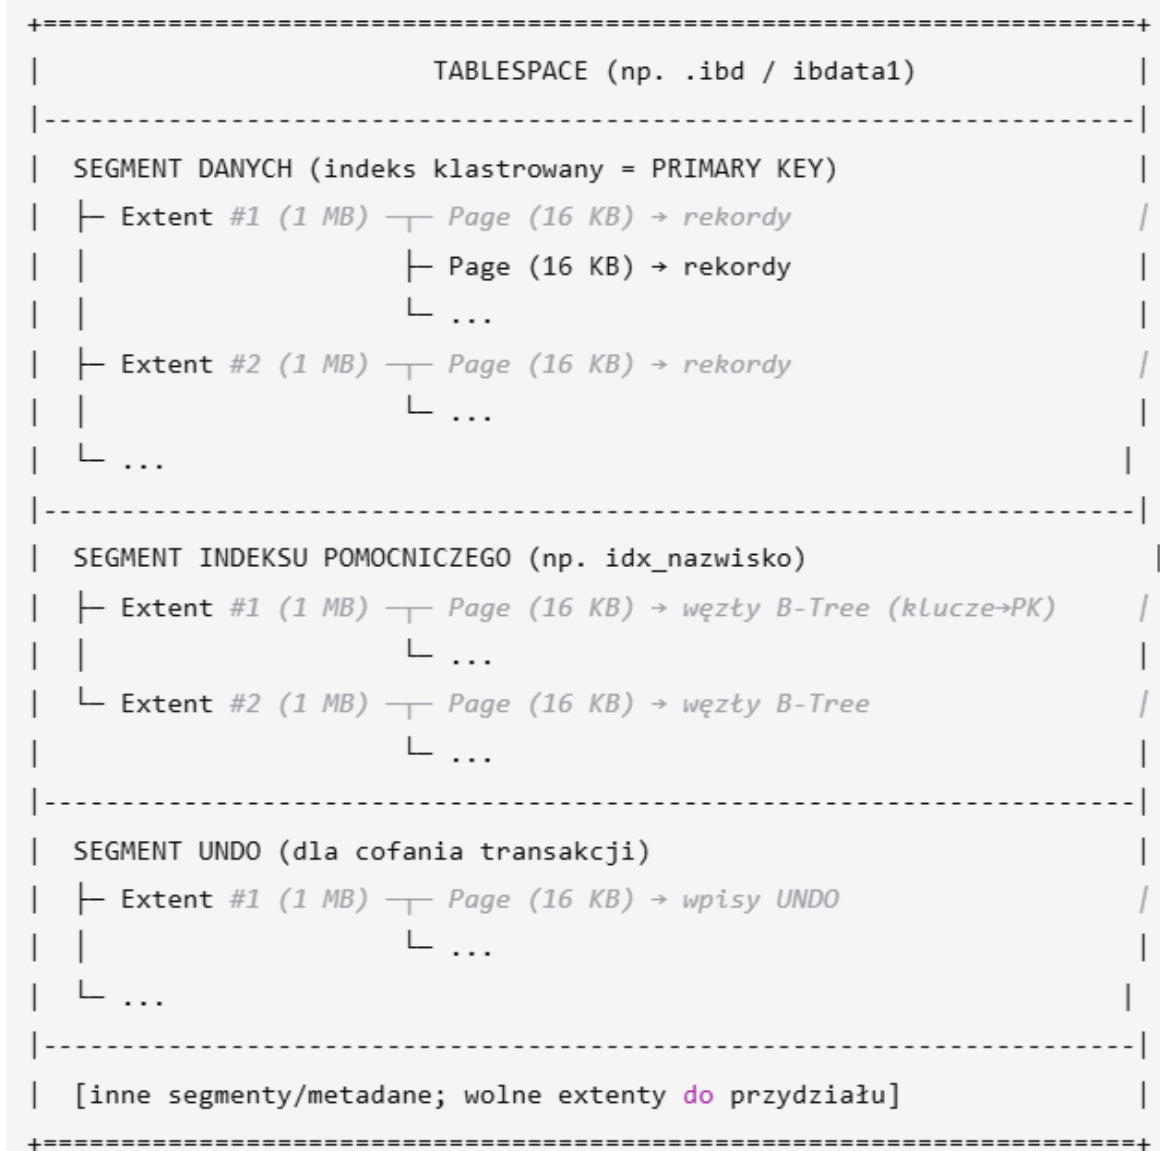 +======================================================================+
|                         TABLESPACE (np. .ibd / ibdata1)              |
|----------------------------------------------------------------------|
|  SEGMENT DANYCH (indeks klastrowany = PRIMARY KEY)                   |
|  ├─ Extent #1 (1 MB) ─┬─ Page (16 KB) → rekordy                      |
|  │                    ├─ Page (16 KB) → rekordy                      |
|  │                    └─ ...                                         |
|  ├─ Extent #2 (1 MB) ─┬─ Page (16 KB) → rekordy                      |
|  │                    └─ ...                                         |
|  └─ ...                                                             |
|----------------------------------------------------------------------|
|  SEGMENT INDEKSU POMOCNICZEGO (np. idx_nazwisko)                      |
|  ├─ Extent #1 (1 MB) ─┬─ Page (16 KB) → węzły B-Tree (klucze→PK)     |
|  │                    └─ ...                                         |
|  └─ Extent #2 (1 MB) ─┬─ Page (16 KB) → węzły B-Tree                 |
|                       └─ ...                                         |
|----------------------------------------------------------------------|
|  SEGMENT UNDO (dla cofania transakcji)                               |
|  ├─ Extent #1 (1 MB) ─┬─ Page (16 KB) → wpisy UNDO                   |
|  │                    └─ ...                                         |
|  └─ ...                                                             |
|----------------------------------------------------------------------|
|  [inne segmenty/metadane; wolne extenty do przydziału]               |
+======================================================================+